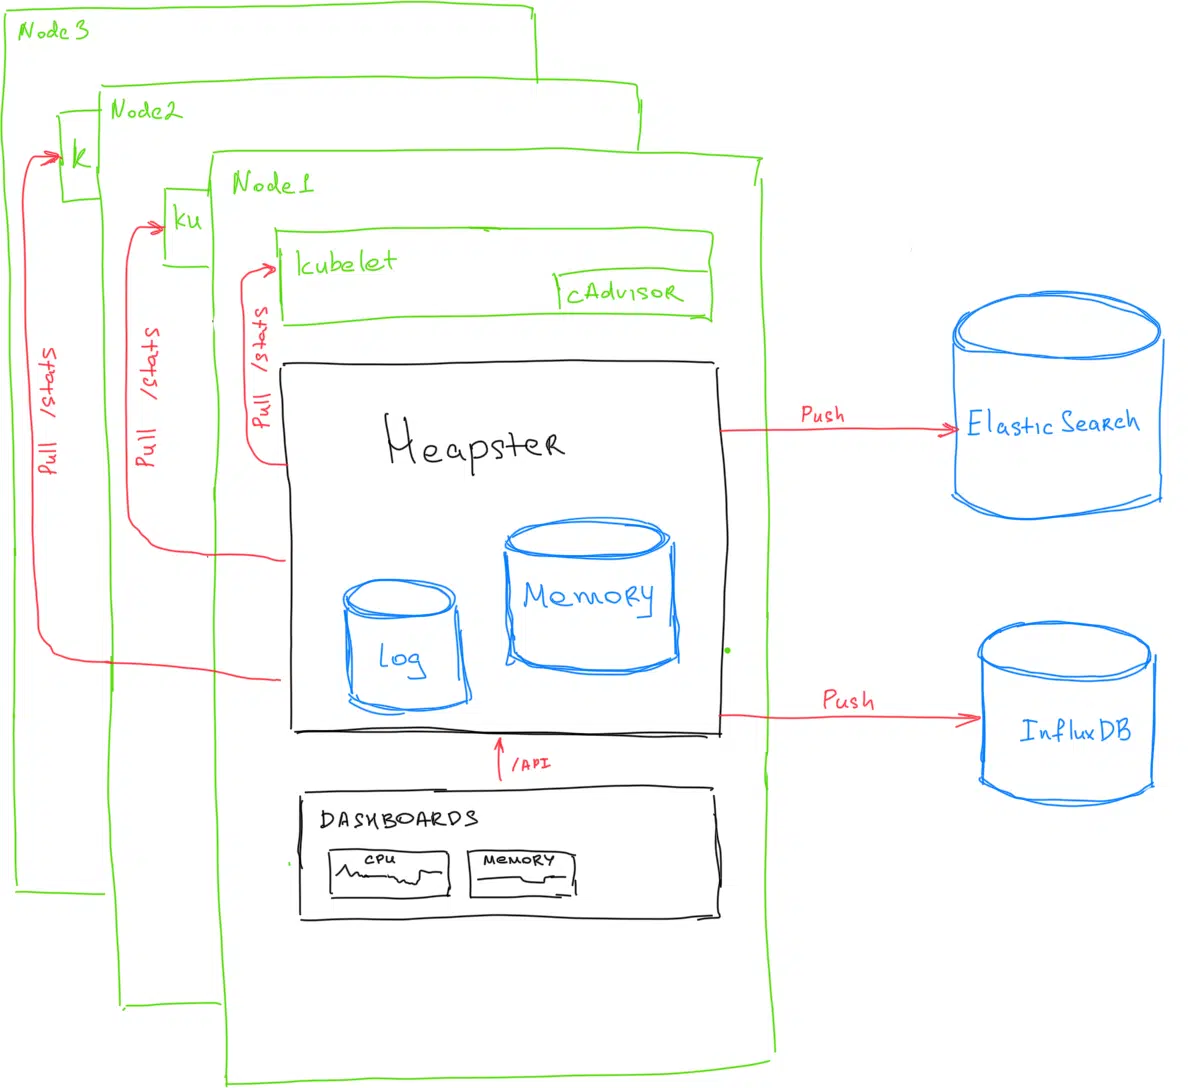 Node3
Node2
k
Node1
ku
kubelet
cAdvisor
Pull /stats
Pull /stats
Pull /stats
Heapster
Push
Elastic Search
Memory
Log
Push
InfluxDB
/API
DASHBOARDS
CPU
MEMORY